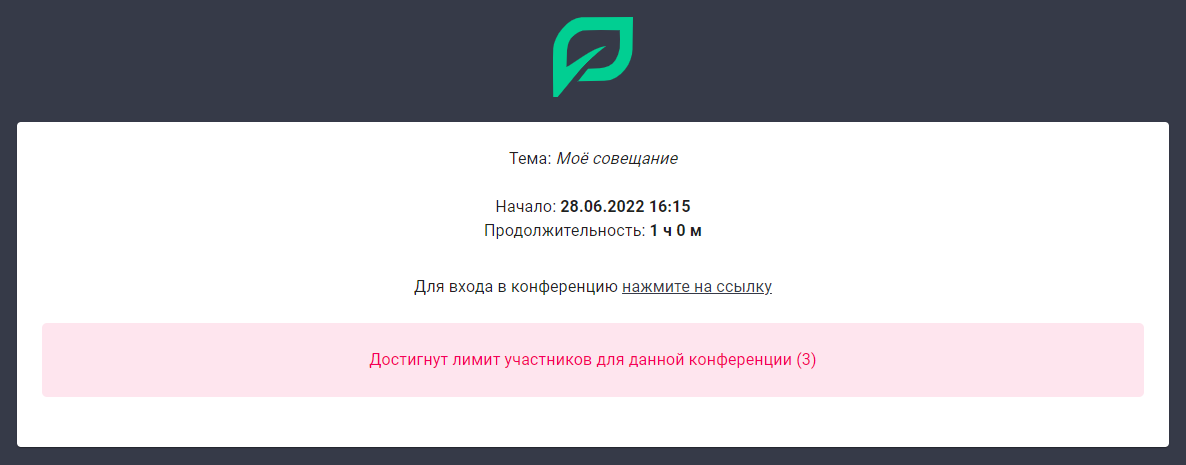 Тема: Моё совещание
Начало: 28.06.2022 16:15
Продолжительность: 1 ч 0 м
Для входа в конференцию нажмите на ссылку
Достигнут лимит участников для данной конференции (3)